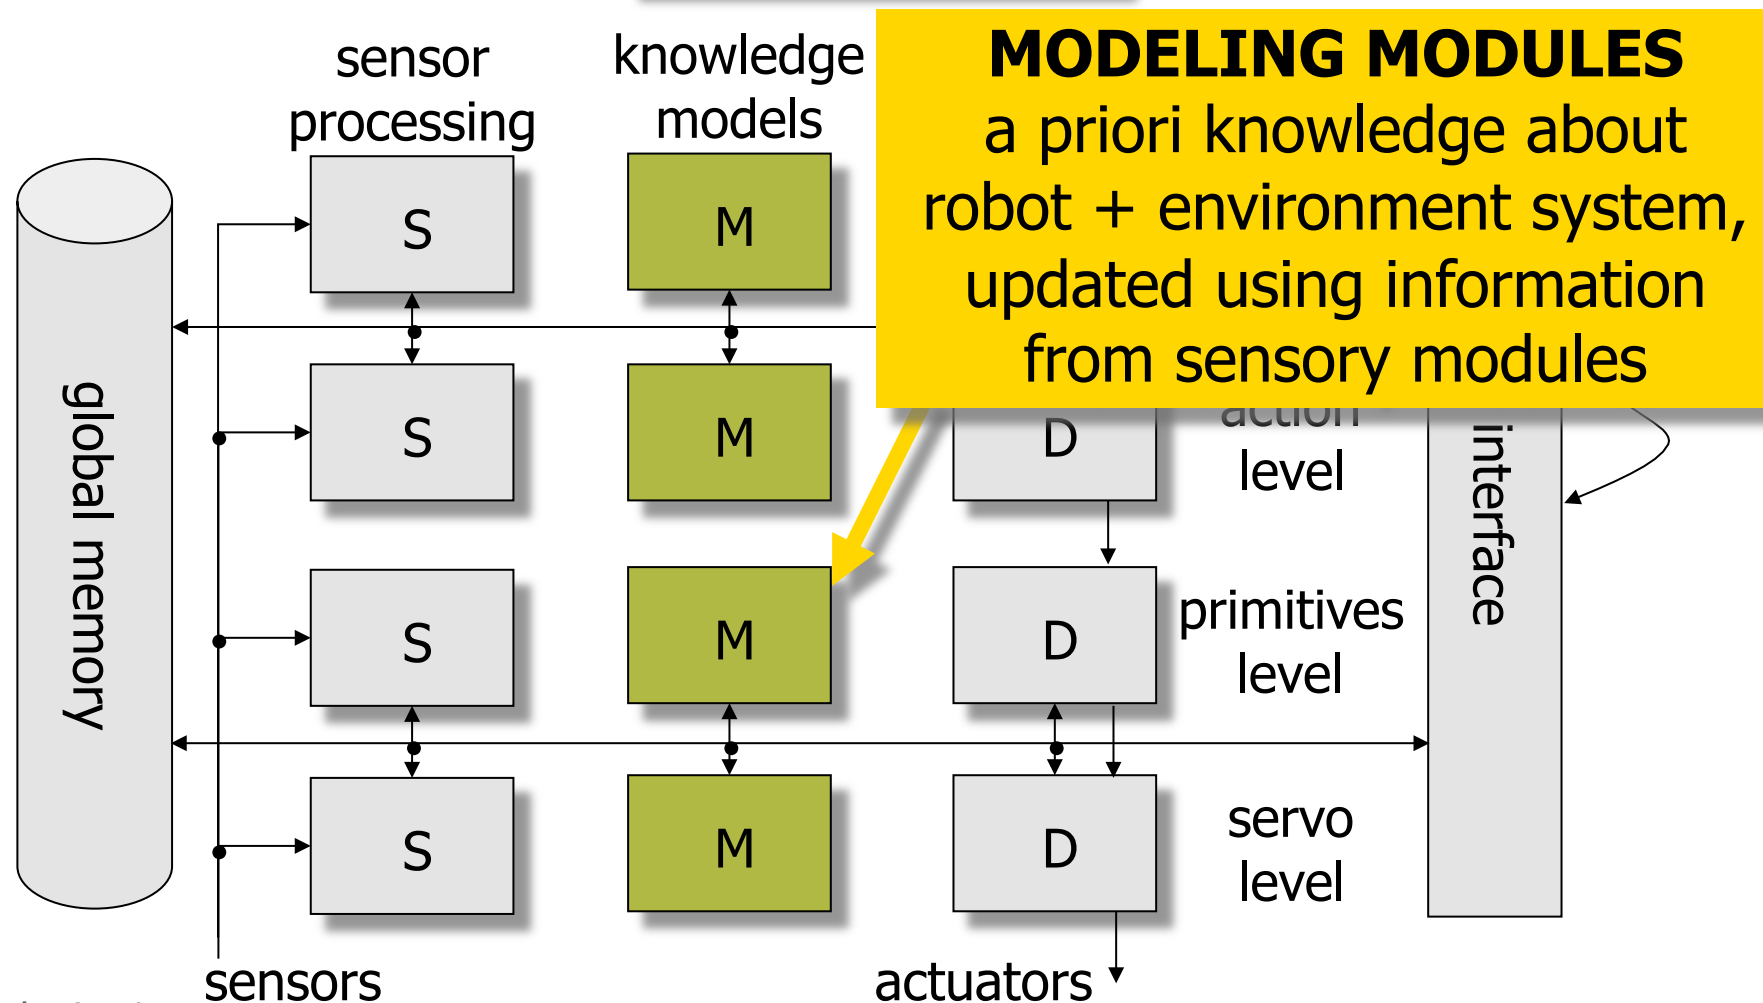 sensor
processing
knowledge
models
MODELING MODULES
a priori knowledge about
robot + environment system,
updated using information
from sensory modules
S
M
global memory
S
M
D
action
level
interface
S
M
D
primitives
level
S
M
D
servo
level
sensors
actuators